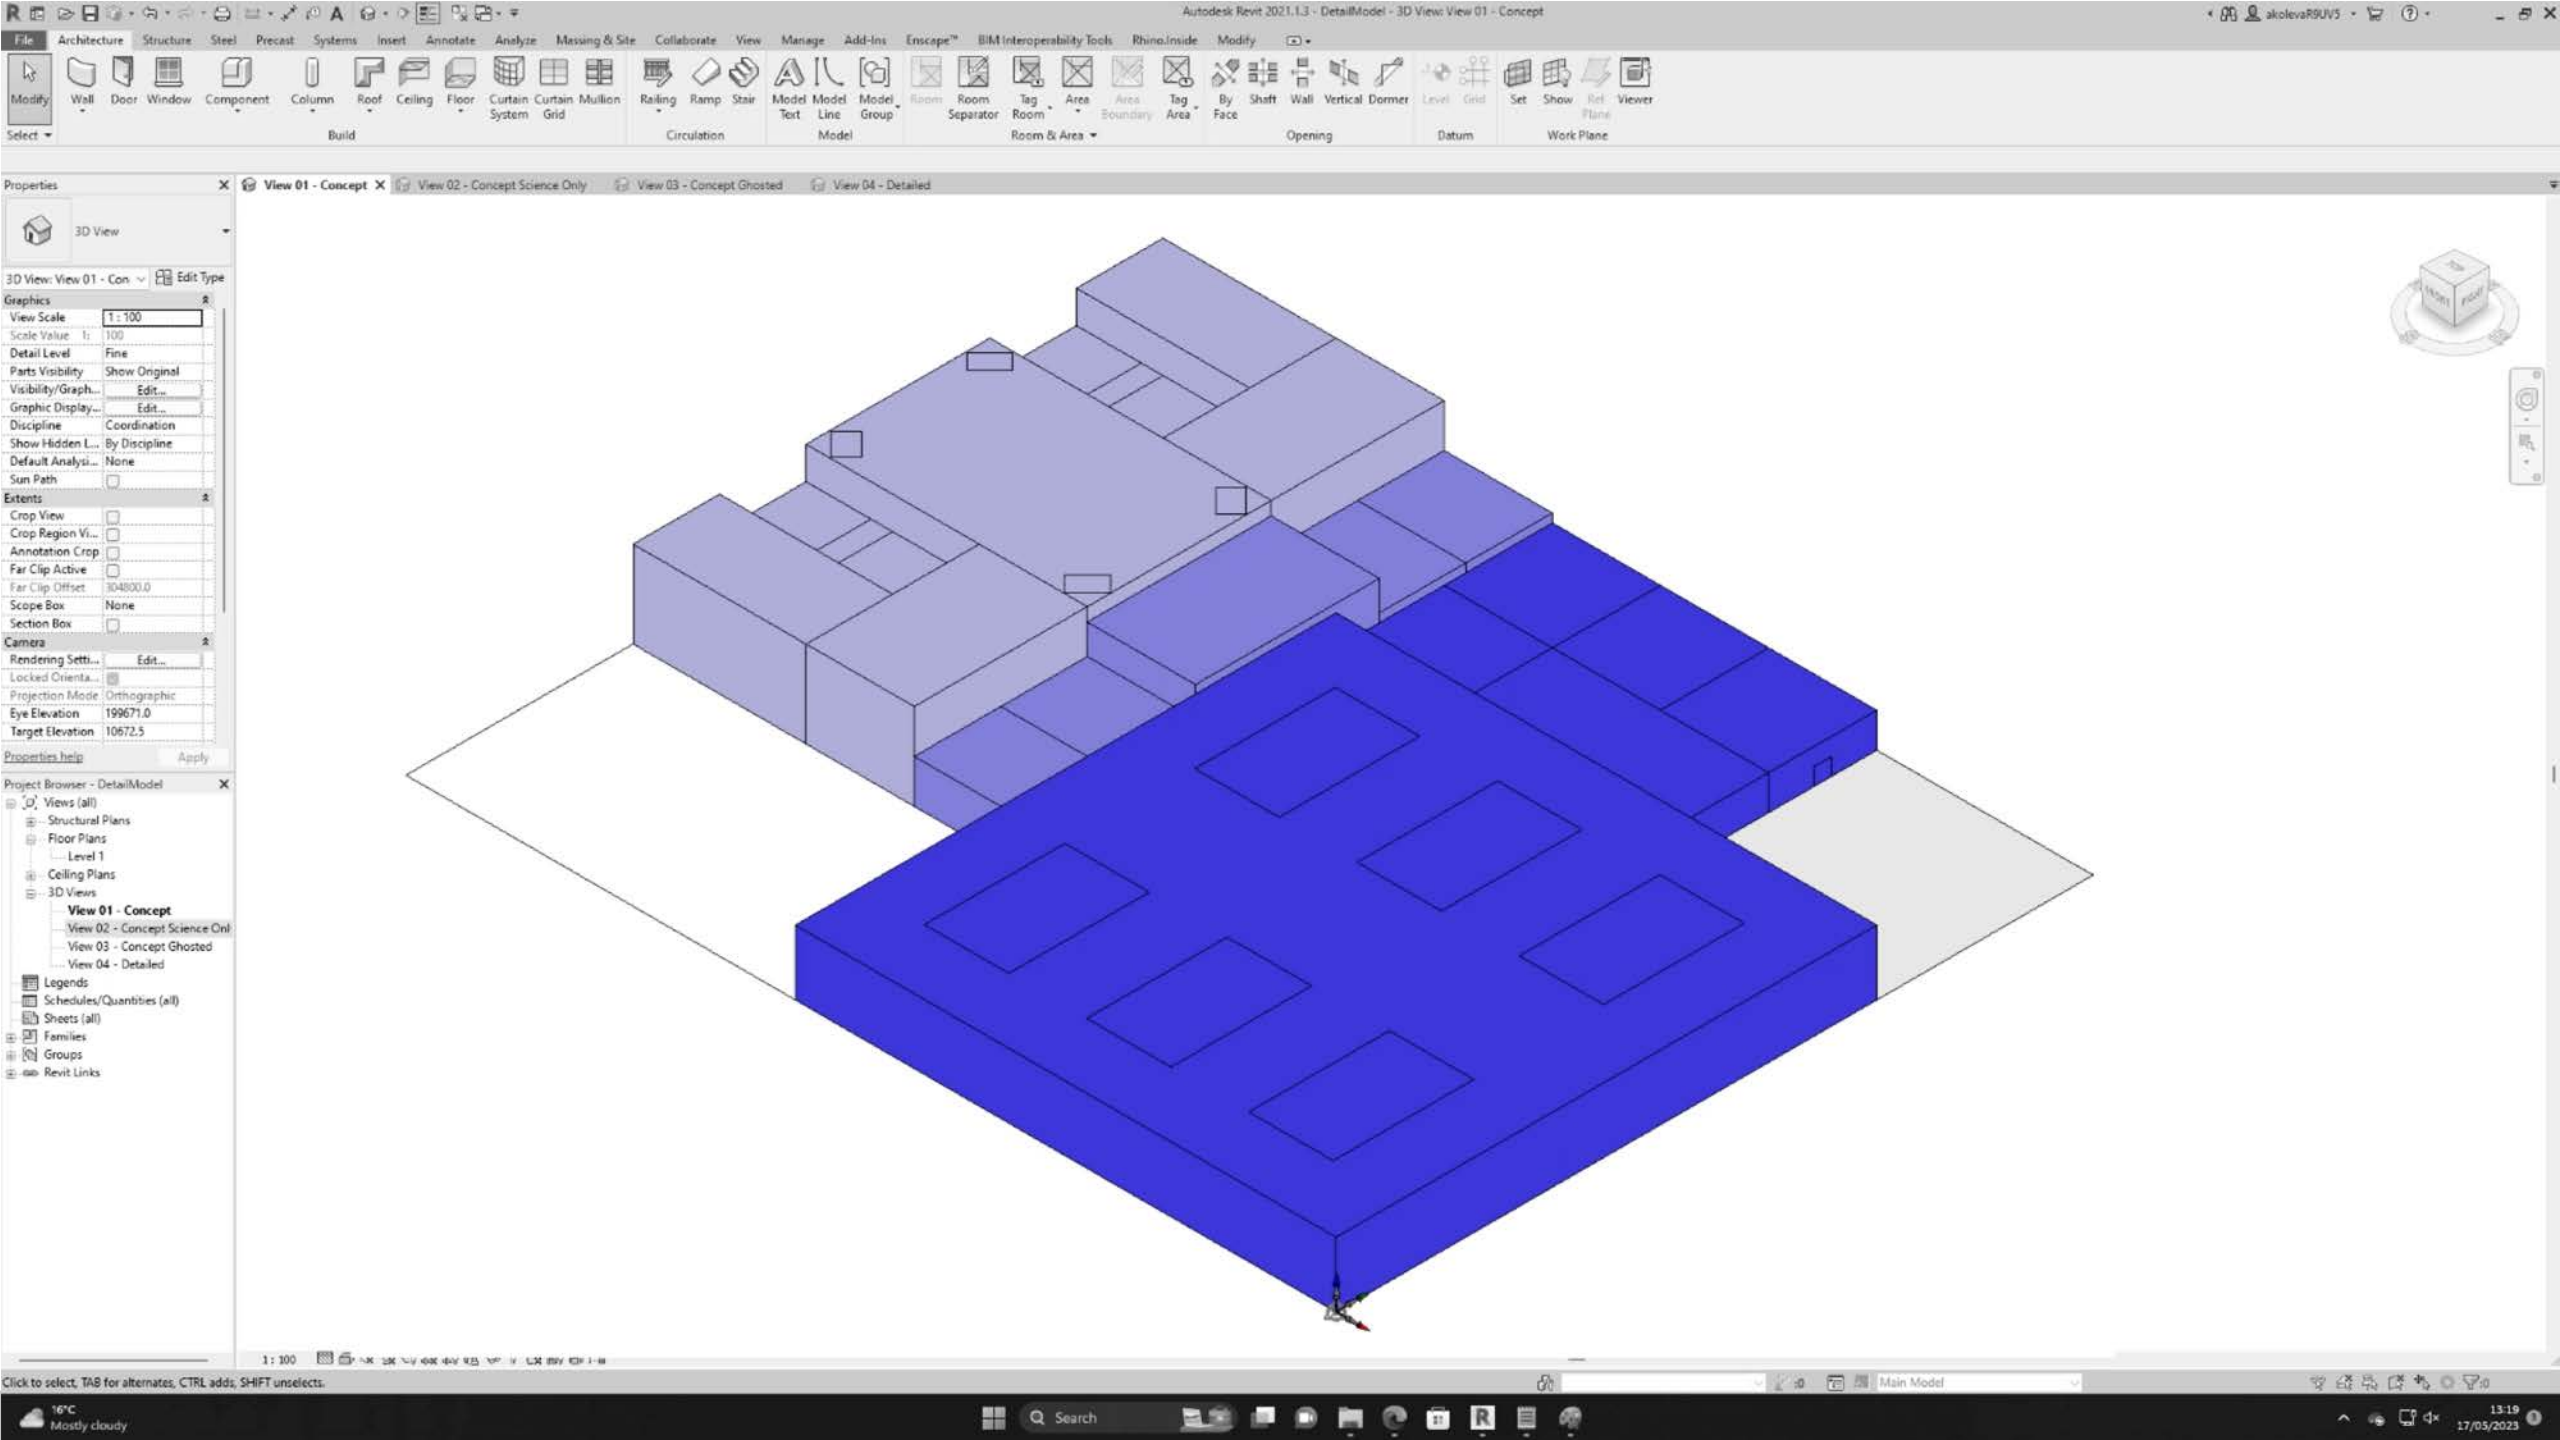 Autodesk Revit 2021.1.3 - DetailModel - 3D View: View 01 - Concept
akolevaR9UV5
File Architecture Structure Steel Precast Systems Insert Annotate Analyze Massing & Site Collaborate View Manage Add-Ins Enscape™ BIM Interoperability Tools Rhino.Inside Modify
Modify Wall Door Window Component Column Roof Ceiling Floor Curtain System Curtain Grid Mullion Railing Ramp Stair Model Text Model Line Model Group Room Room Separator Tag Room Area Area Boundary Tag Area By Face Shaft Wall Vertical Dormer Level Grid Set Show Ref Plane Viewer
Select Build Circulation Model Room & Area Opening Datum Work Plane
Properties
View 01 - Concept View 02 - Concept Science Only View 03 - Concept Ghosted View 04 - Detailed
3D View
3D View: View 01 - Con Edit Type
Graphics
View Scale 1 : 100
Scale Value 1: 100
Detail Level Fine
Parts Visibility Show Original
Visibility/Graph... Edit...
Graphic Display... Edit...
Discipline Coordination
Show Hidden L... By Discipline
Default Analysi... None
Sun Path
Extents
Crop View
Crop Region Vi...
Annotation Crop
Far Clip Active
Far Clip Offset 304800.0
Scope Box None
Section Box
Camera
Rendering Setti... Edit...
Locked Orienta...
Projection Mode Orthographic
Eye Elevation 199671.0
Target Elevation 10672.5
Properties help Apply
Project Browser - DetailModel
Views (all)
Structural Plans
Floor Plans
Level 1
Ceiling Plans
3D Views
View 01 - Concept
View 02 - Concept Science Onl
View 03 - Concept Ghosted
View 04 - Detailed
Legends
Schedules/Quantities (all)
Sheets (all)
Families
Groups
Revit Links
TOP
FRONT RIGHT
1 : 100
Click to select, TAB for alternates, CTRL adds, SHIFT unselects.
:0 Main Model :0
16°C
Mostly cloudy
Search
13:19
17/05/2023